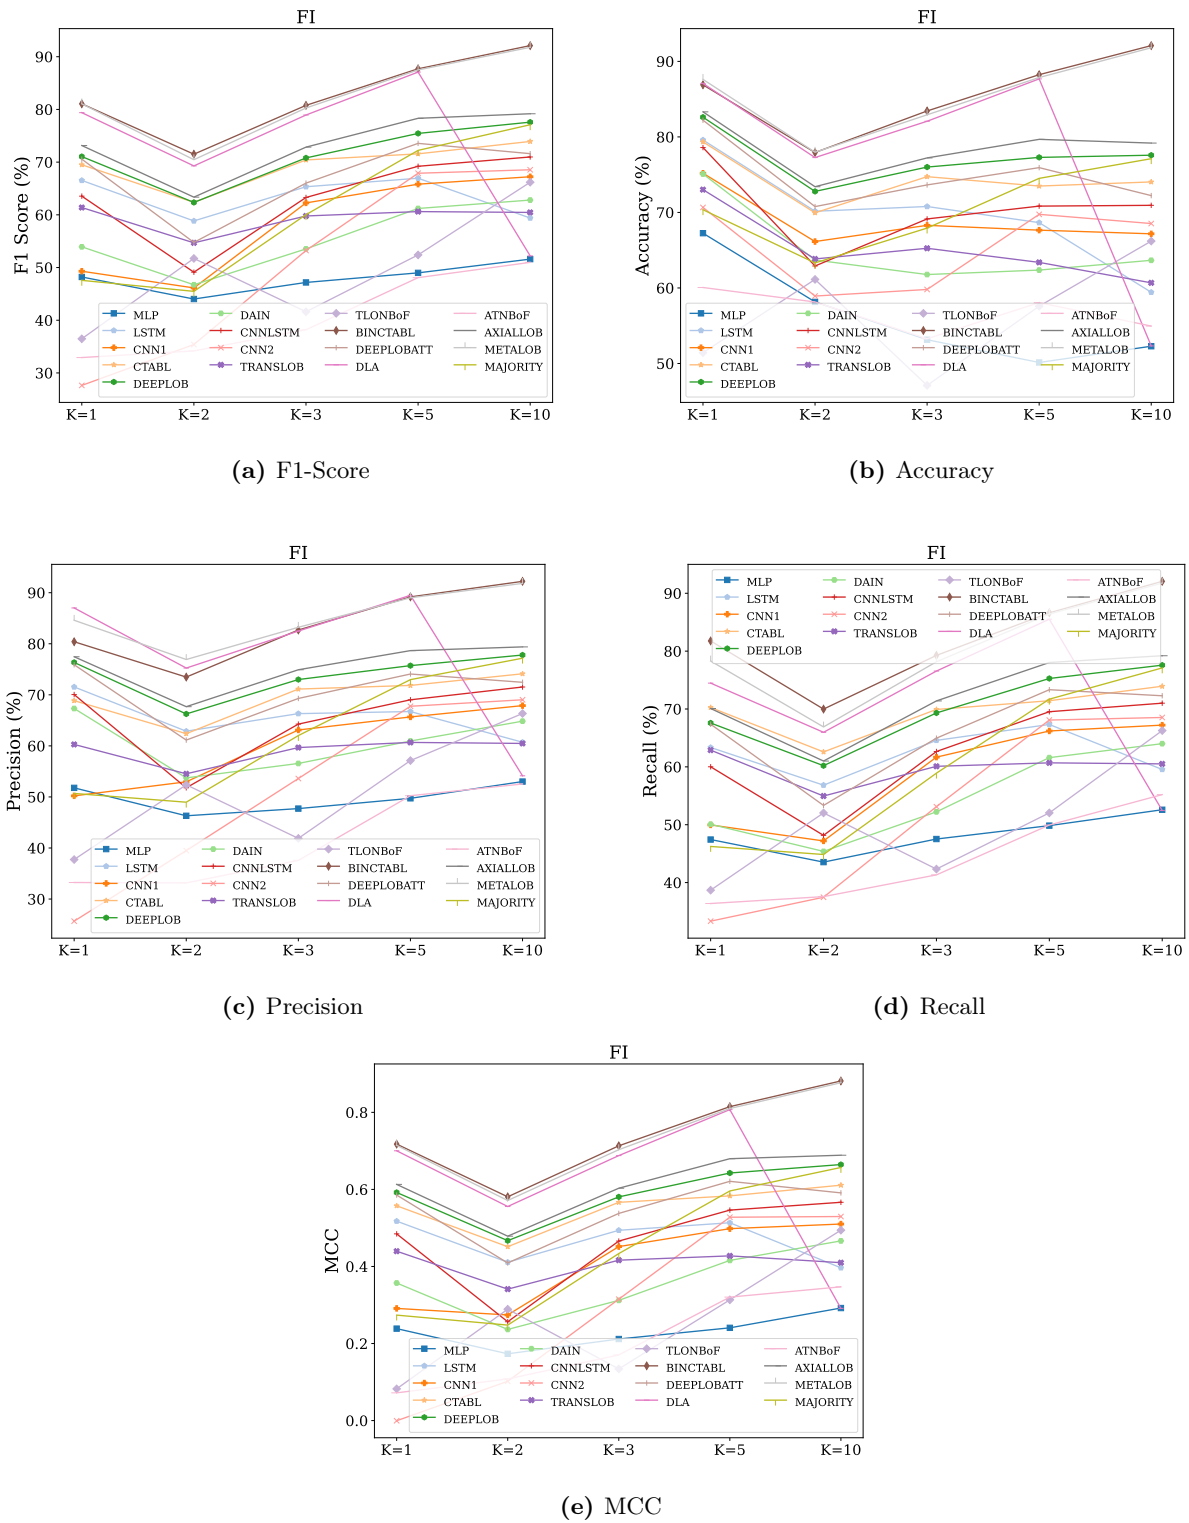 FI
F1 Score (%)
90
80
70
60
50
40
30
MLP DAIN TLONBoF ATNBoF
LSTM CNNLSTM BINCTABL AXIALLOB
CNN1 CNN2 DEEPLOBATT METALOB
CTABL TRANSLOB DLA MAJORITY
DEEPLOB
K=1 K=2 K=3 K=5 K=10
(a) F1-Score
FI
Accuracy (%)
90
80
70
60
50
MLP DAIN TLONBoF ATNBoF
LSTM CNNLSTM BINCTABL AXIALLOB
CNN1 CNN2 DEEPLOBATT METALOB
CTABL TRANSLOB DLA MAJORITY
DEEPLOB
K=1 K=2 K=3 K=5 K=10
(b) Accuracy
FI
Precision (%)
90
80
70
60
50
40
30
MLP DAIN TLONBoF ATNBoF
LSTM CNNLSTM BINCTABL AXIALLOB
CNN1 CNN2 DEEPLOBATT METALOB
CTABL TRANSLOB DLA MAJORITY
DEEPLOB
K=1 K=2 K=3 K=5 K=10
(c) Precision
FI
Recall (%)
90
80
70
60
50
40
MLP DAIN TLONBoF ATNBoF
LSTM CNNLSTM BINCTABL AXIALLOB
CNN1 CNN2 DEEPLOBATT METALOB
CTABL TRANSLOB DLA MAJORITY
DEEPLOB
K=1 K=2 K=3 K=5 K=10
(d) Recall
FI
MCC
0.8
0.6
0.4
0.2
0.0
MLP DAIN TLONBoF ATNBoF
LSTM CNNLSTM BINCTABL AXIALLOB
CNN1 CNN2 DEEPLOBATT METALOB
CTABL TRANSLOB DLA MAJORITY
DEEPLOB
K=1 K=2 K=3 K=5 K=10
(e) MCC